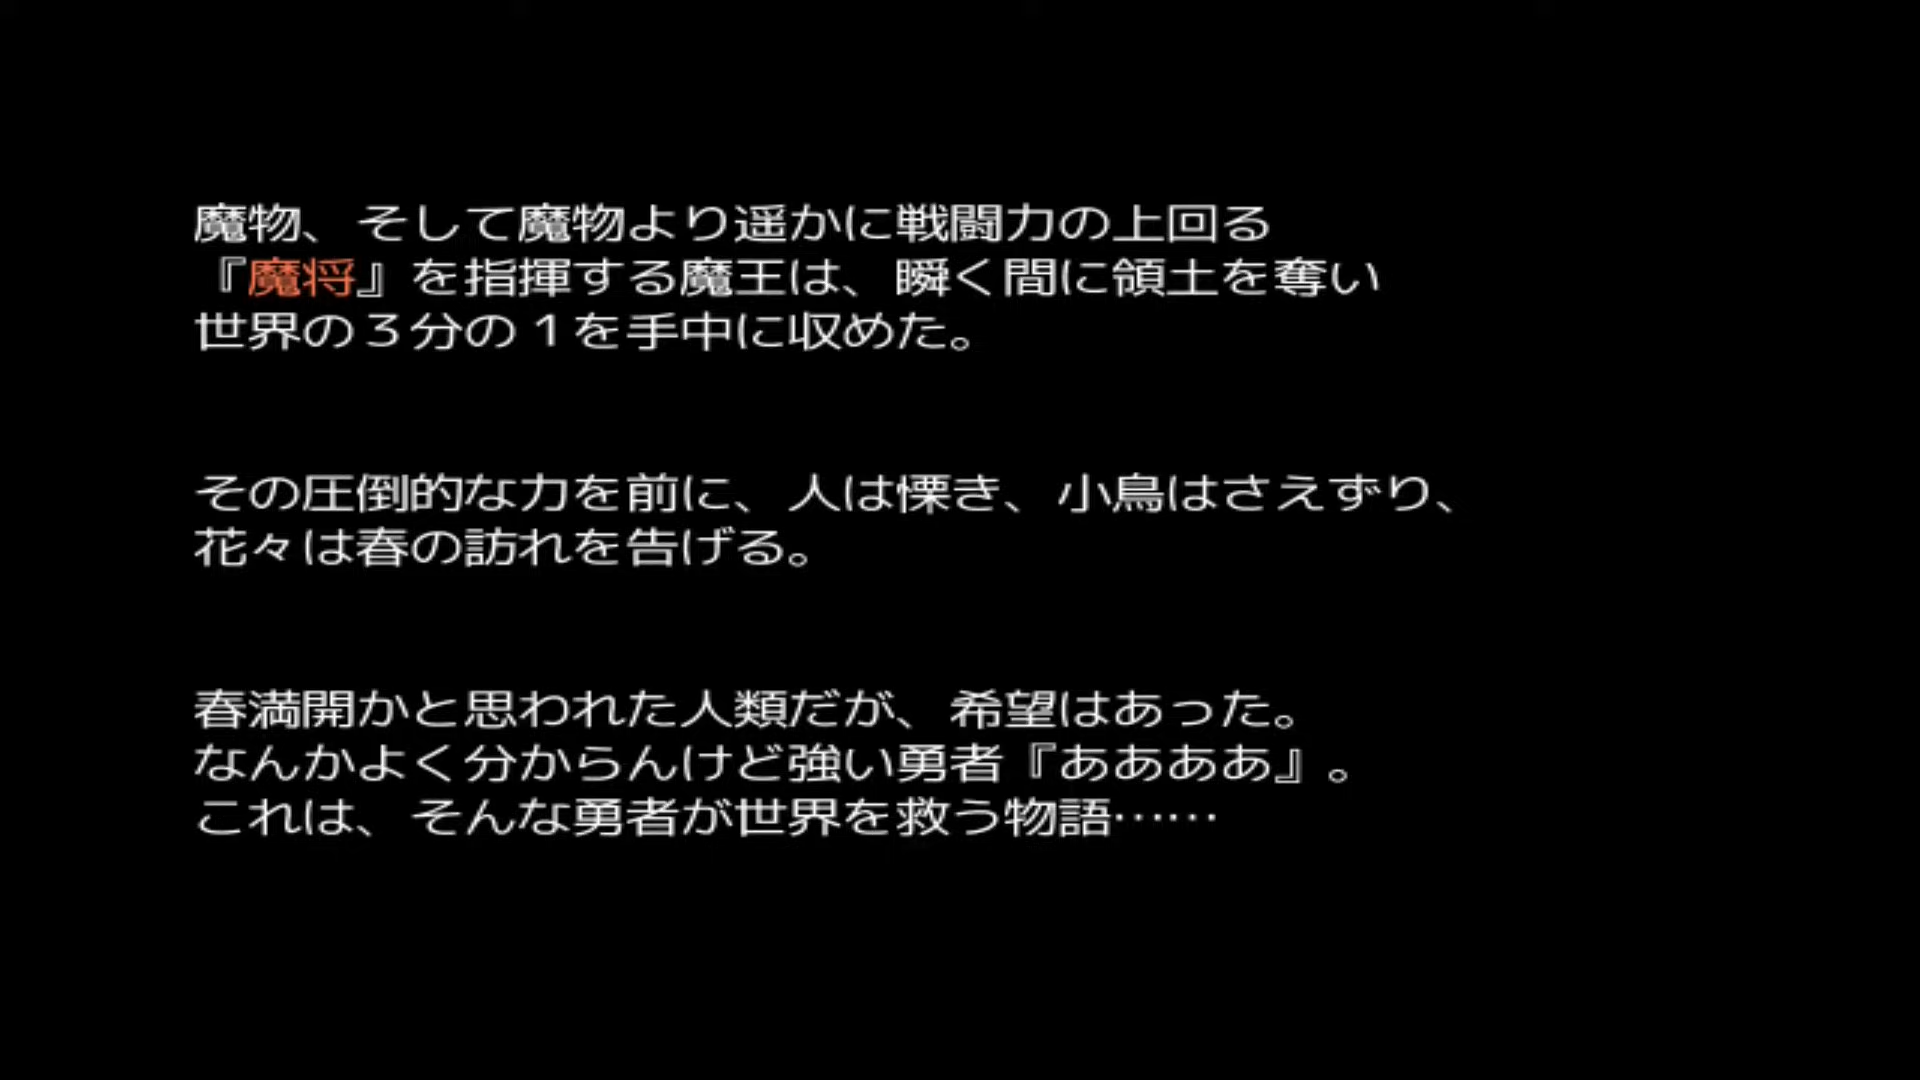 魔物、そして魔物より遥かに戦闘力の上回る
『魔将』を指揮する魔王は、瞬く間に領土を奪い
世界の３分の１を手中に収めた。
その圧倒的な力を前に、人は慄き、小鳥はさえずり、
花々は春の訪れを告げる。
春満開かと思われた人類だが、希望はあった。
なんかよく分からんけど強い勇者『ああああ』。
これは、そんな勇者が世界を救う物語……